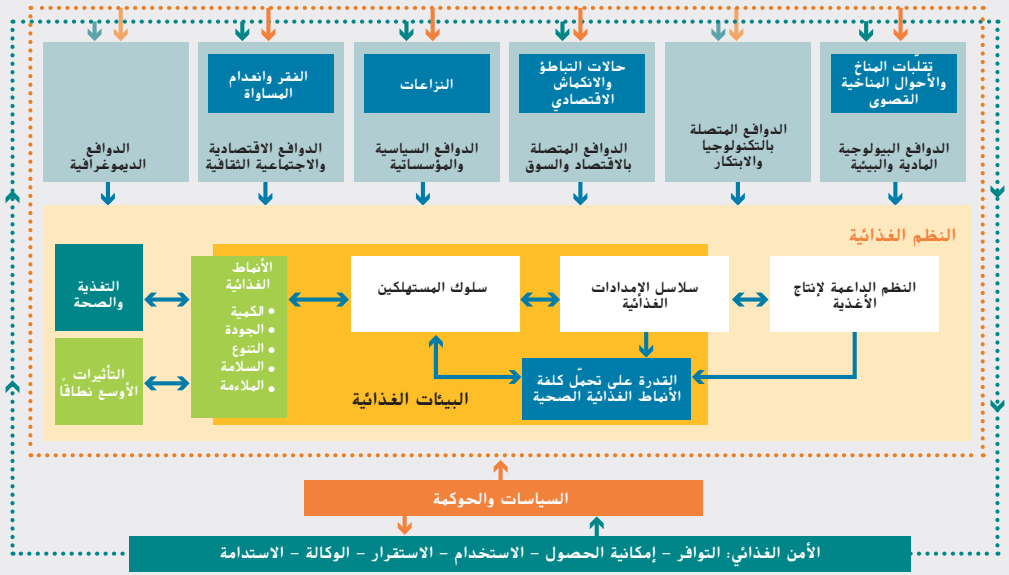 تقلّبات المناخ
والأحوال المناخية
القصوى
الدوافع البيولوجية
المادية والبيئية
الدوافع المتصلة
بالتكنولوجيا
والابتكار
حالات التباطؤ
والانكماش
الاقتصادي
الدوافع المتصلة
بالاقتصاد والسوق
النزاعات
الدوافع السياسية
والمؤسساتية
الفقر وانعدام
المساواة
الدوافع الاقتصادية
والاجتماعية الثقافية
الدوافع
الديموغرافية
النظم الغذائية
النظم الداعمة لإنتاج
الأغذية
سلاسل الإمدادات
الغذائية
سلوك المستهلكين
الأنماط
الغذائية
• الكمية
• الجودة
• التنوع
• السلامة
• الملاءمة
التغذية
والصحة
التأثيرات
الأوسع نطاقًا
القدرة على تحمّل كلفة
الأنماط الغذائية الصحية
البيئات الغذائية
السياسات والحوكمة
الأمن الغذائي: التوافر – إمكانية الحصول – الاستخدام – الاستقرار – الوكالة – الاستدامة